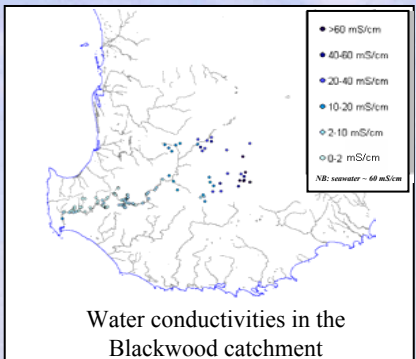 >60 mS/cm
40-60 mS/cm
20-40 mS/cm
10-20 mS/cm
2-10 mS/cm
0-2 mS/cm
NB: seawater ~ 60 mS/cm
Water conductivities in the
Blackwood catchment